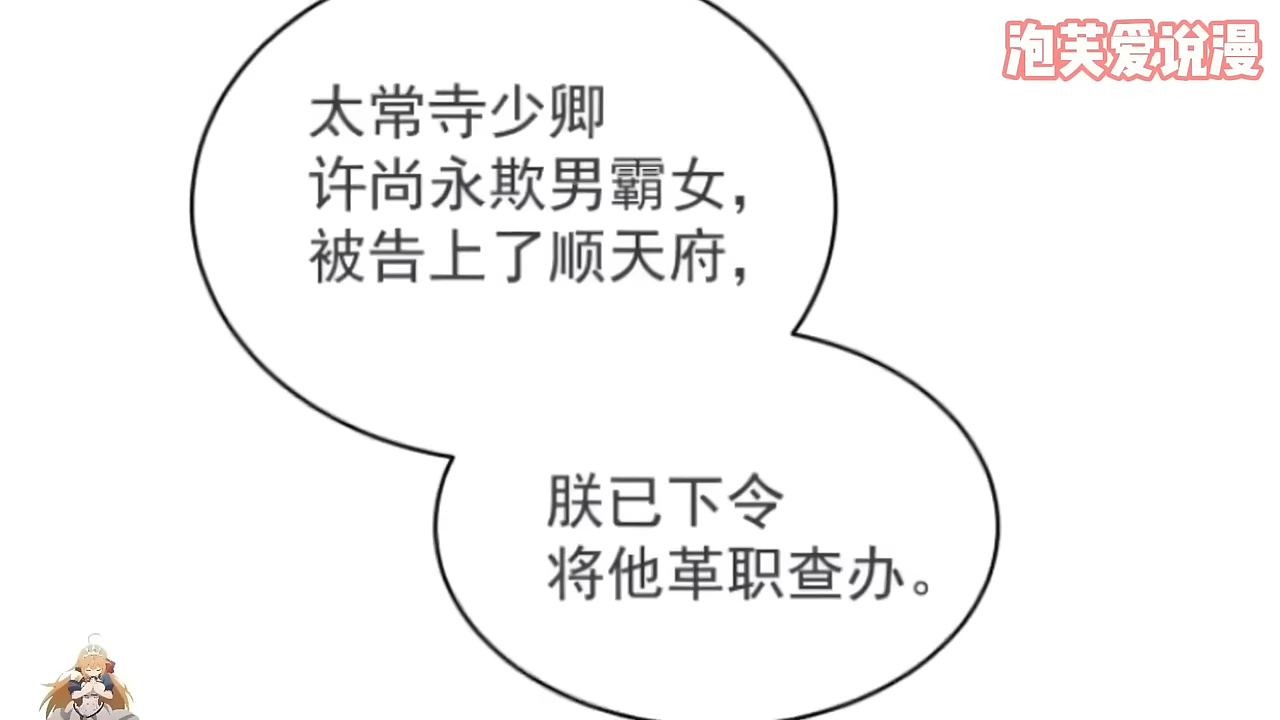 泡芙爱说漫
太常寺少卿
许尚永欺男霸女，
被告上了顺天府，
朕已下令
将他革职查办。